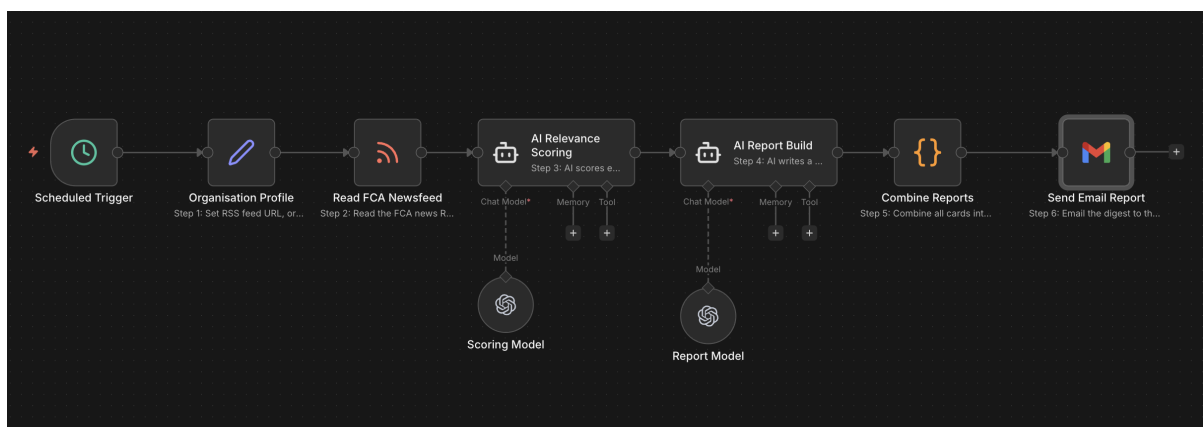 Scheduled Trigger
Organisation Profile
Step 1: Set RSS feed URL, or...
Read FCA Newsfeed
Step 2: Read the FCA news R...
AI Relevance
Scoring
Step 3: AI scores e...
Chat Model*
Memory
Tool
Model
Scoring Model
AI Report Build
Step 4: AI writes a ...
Chat Model*
Memory
Tool
Model
Report Model
Combine Reports
Step 5: Combine all cards int...
Send Email Report
Step 6: Email the digest to th...